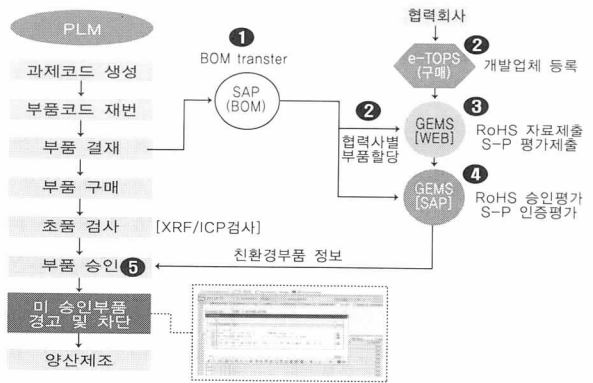 PLM
과제코드 생성
부품코드 채번
부품 결재
부품 구매
초품 검사
[XRF/ICP검사]
부품 승인 5
미 승인부품
경고 및 차단
양산제조
1
BOM transfer
SAP
(BOM)
2
협력사별
부품할당
협력회사
e-TOPS
(구매)
2
개발업체 등록
GEMS
[WEB]
3
RoHS 자료제출
S-P 평가제출
GEMS
[SAP]
4
RoHS 승인평가
S-P 인증평가
친환경부품 정보